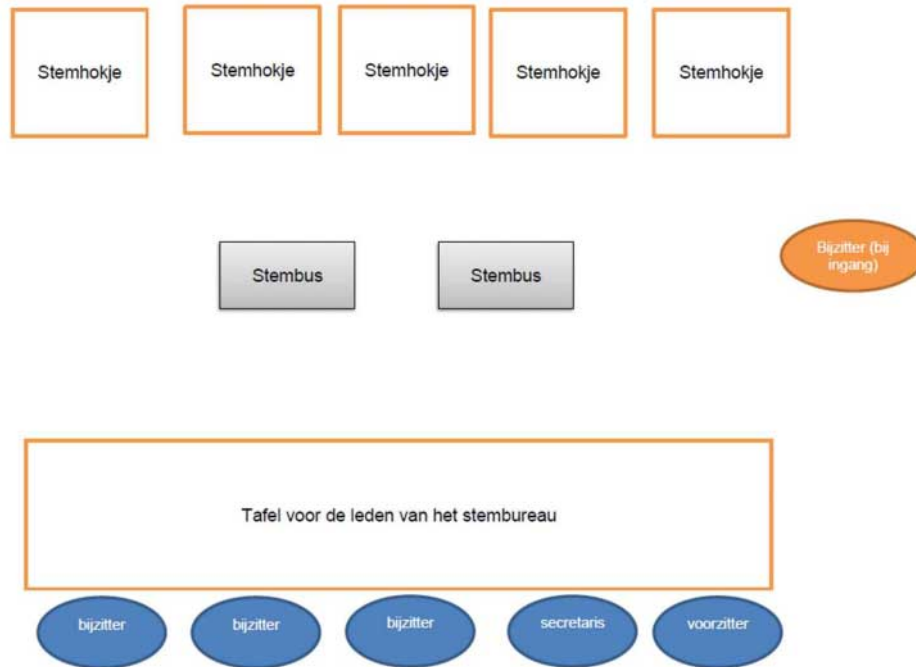 Stemhokje
Stemhokje
Stemhokje
Stemhokje
Stemhokje
Stembus
Stembus
Bijzitter (bij
ingang)
Tafel voor de leden van het stembureau
bijzitter
bijzitter
bijzitter
secretaris
voorzitter